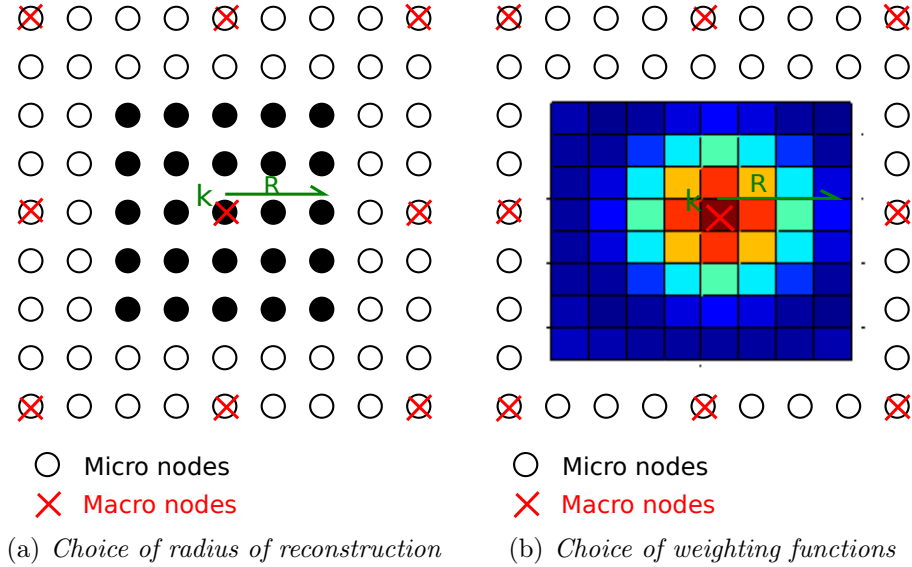 k R
k R
Micro nodes
Macro nodes
Micro nodes
Macro nodes
(a) Choice of radius of reconstruction
(b) Choice of weighting functions